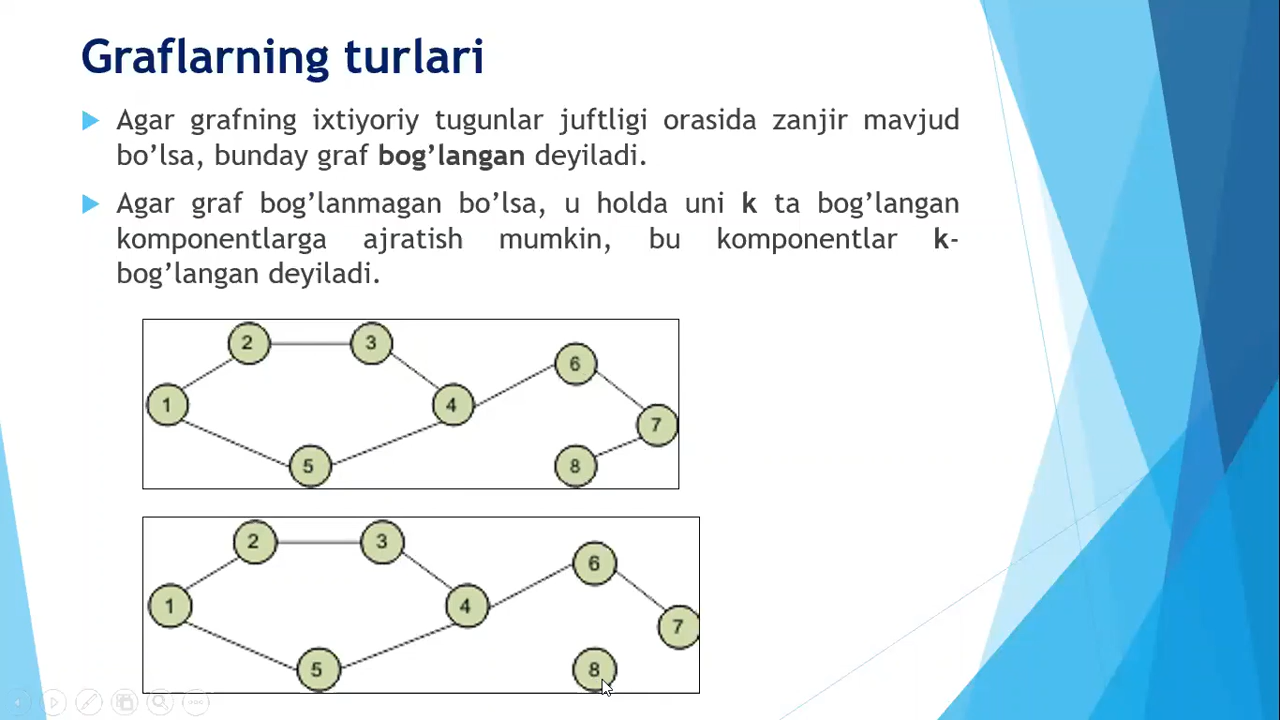 Graflarning turlari
Agar grafning ixtiyoriy tugunlar juftligi orasida zanjir mavjud
bo’lsa, bunday graf bog’langan deyiladi.
Agar graf bog’lanmagan bo’lsa, u holda uni k ta bog’langan
komponentlarga ajratish mumkin, bu komponentlar k-
bog’langan deyiladi.
2 3
6
1 4
7
5 8
2 3
6
1 4
7
5 8